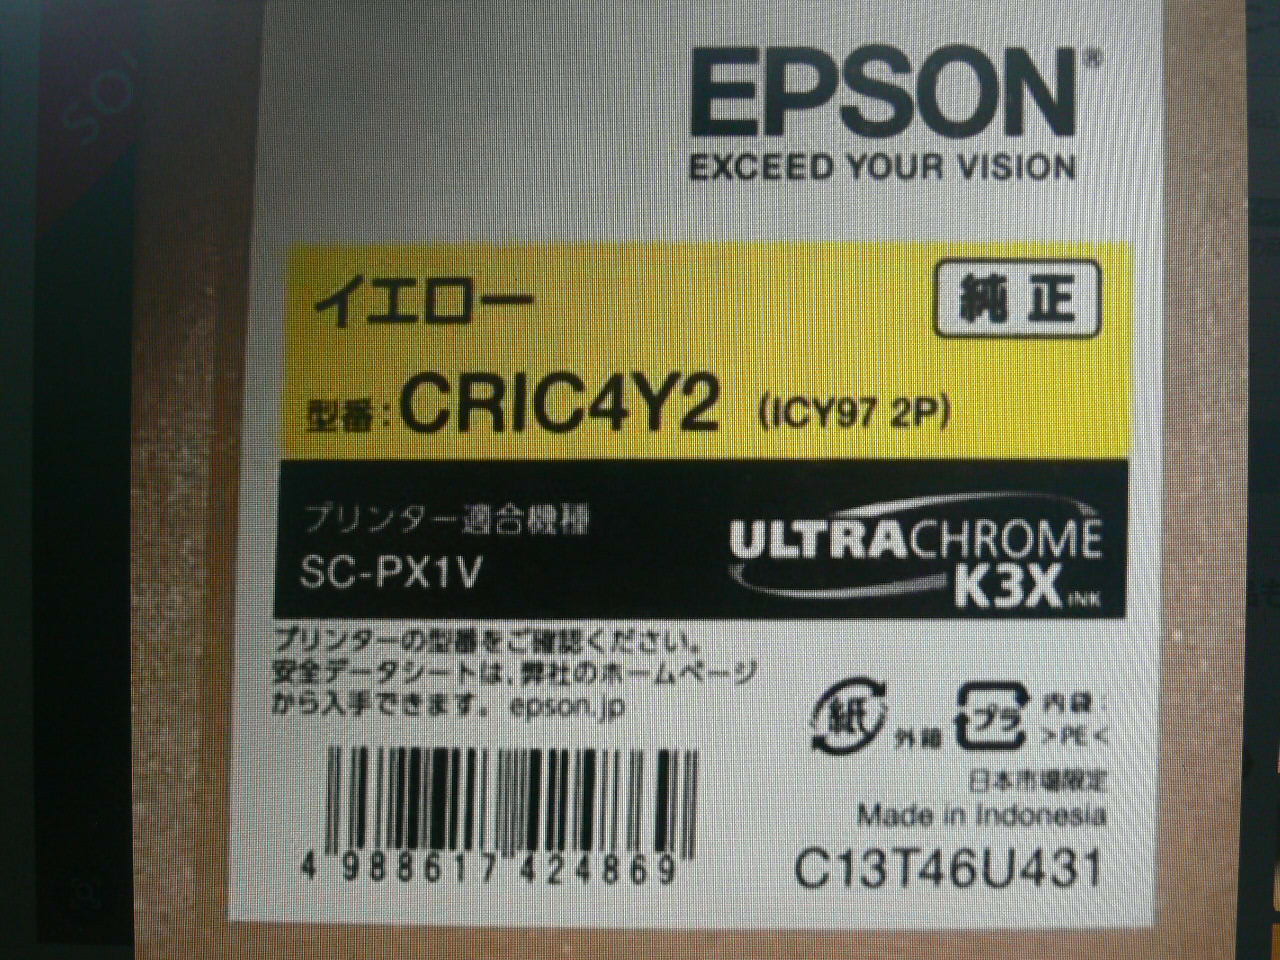 EPSON®
EXCEED YOUR VISION
イエロー
純正
型番:CRIC4Y2 (ICY97 2P)
プリンター適合機種
SC-PX1V
ULTRACHROME
K3X INK
プリンターの型番をご確認ください。
安全データシートは、弊社のホームページ
から入手できます。epson.jp
紙 外箱 プラ 内袋:
>PE<
日本市場限定
Made in Indonesia
4 988617 424869
C13T46U431